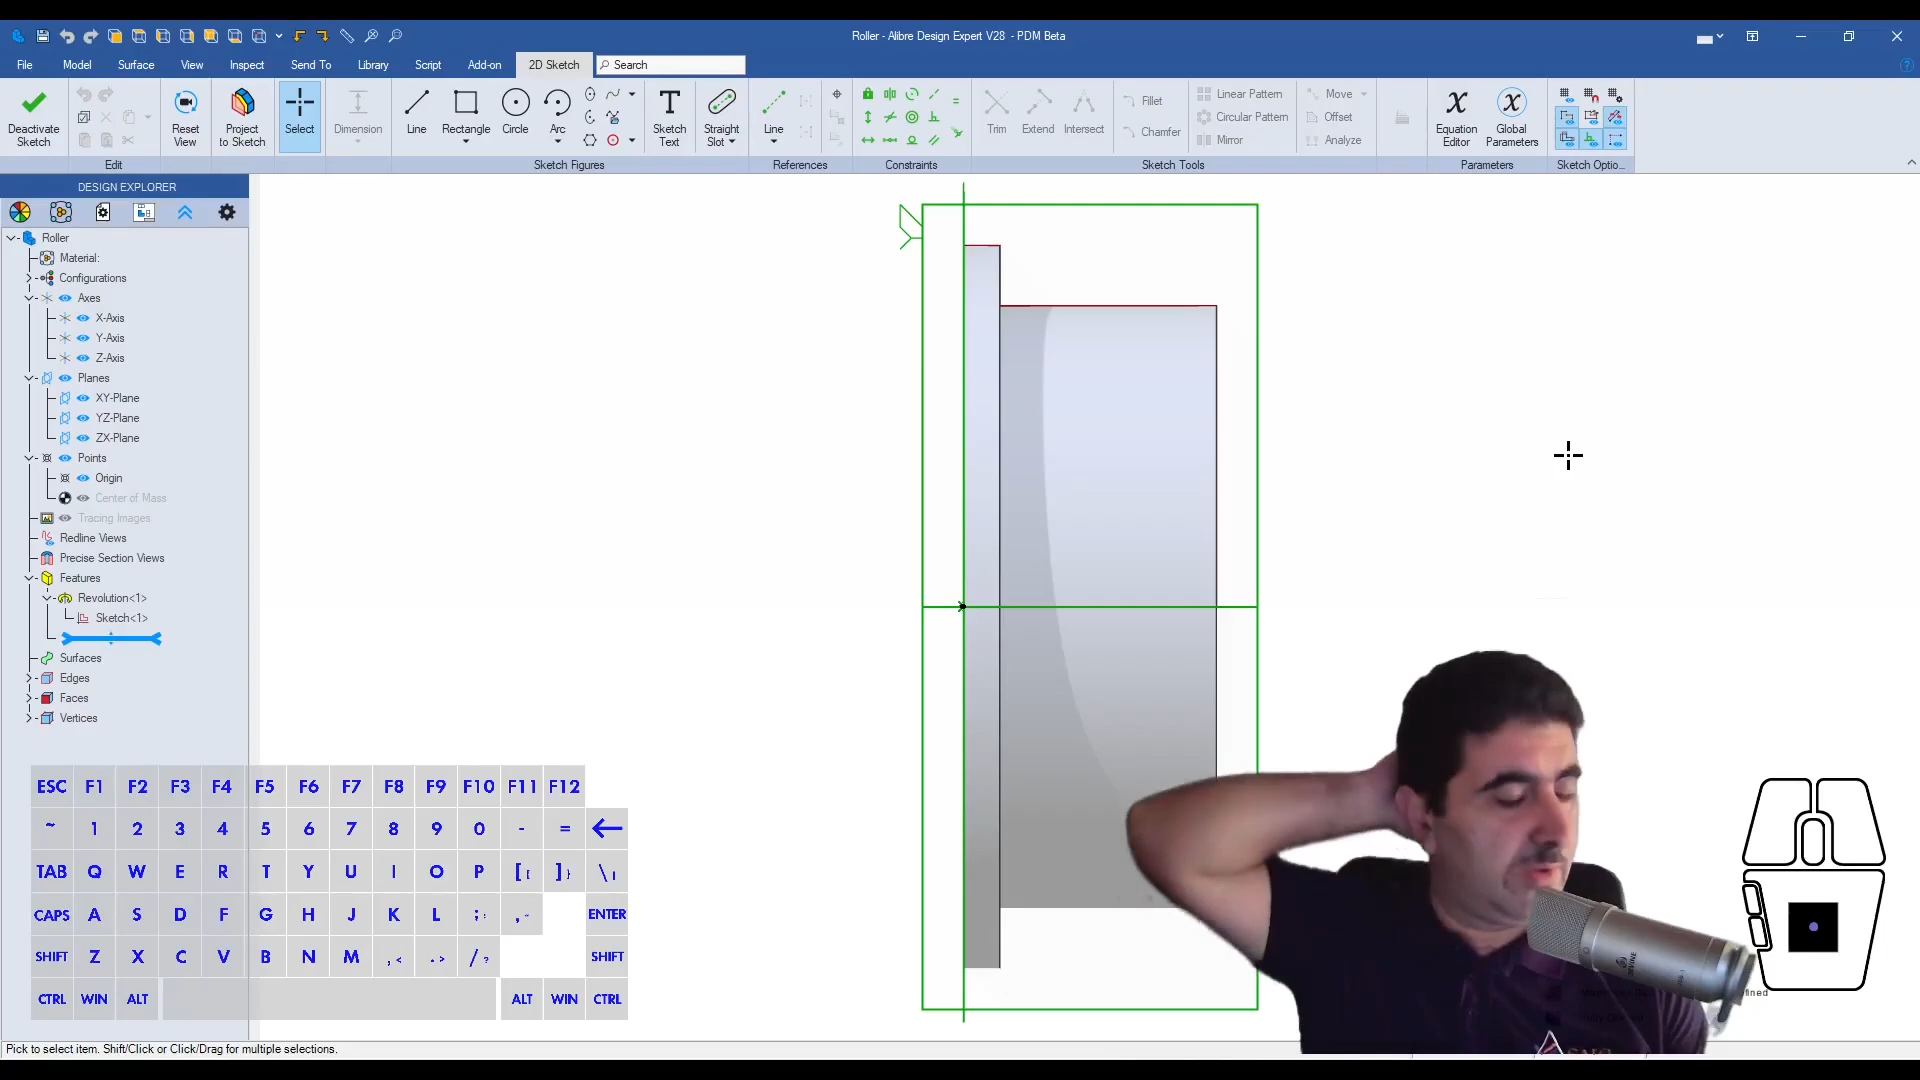 Roller - Alibre Design Expert V28 - PDM Beta
File Model Surface View Inspect Send To Library Script Add-on 2D Sketch Search
Deactivate Sketch
Edit
Reset View
Project to Sketch
Select
Dimension
Line Rectangle Circle Arc
Sketch Figures
Sketch Text
Straight Slot
Line
References
Constraints
Trim Extend Intersect
Fillet
Chamfer
Linear Pattern
Circular Pattern
Mirror
Move
Offset
Analyze
Sketch Tools
Equation Editor
Global Parameters
Parameters
Sketch Optio...
DESIGN EXPLORER
Roller
Material:
Configurations
Axes
X-Axis
Y-Axis
Z-Axis
Planes
XY-Plane
YZ-Plane
ZX-Plane
Points
Origin
Center of Mass
Tracing Images
Redline Views
Precise Section Views
Features
Revolution<1>
Sketch<1>
Surfaces
Edges
Faces
Vertices
ESC F1 F2 F3 F4 F5 F6 F7 F8 F9 F10 F11 F12
~ 1 2 3 4 5 6 7 8 9 0 - = ←
TAB Q W E R T Y U I O P [ ] \
CAPS A S D F G H J K L ; ENTER
SHIFT Z X C V B N M , < . > / ? SHIFT
CTRL WIN ALT ALT WIN CTRL
Pick to select item. Shift/Click or Click/Drag for multiple selections.